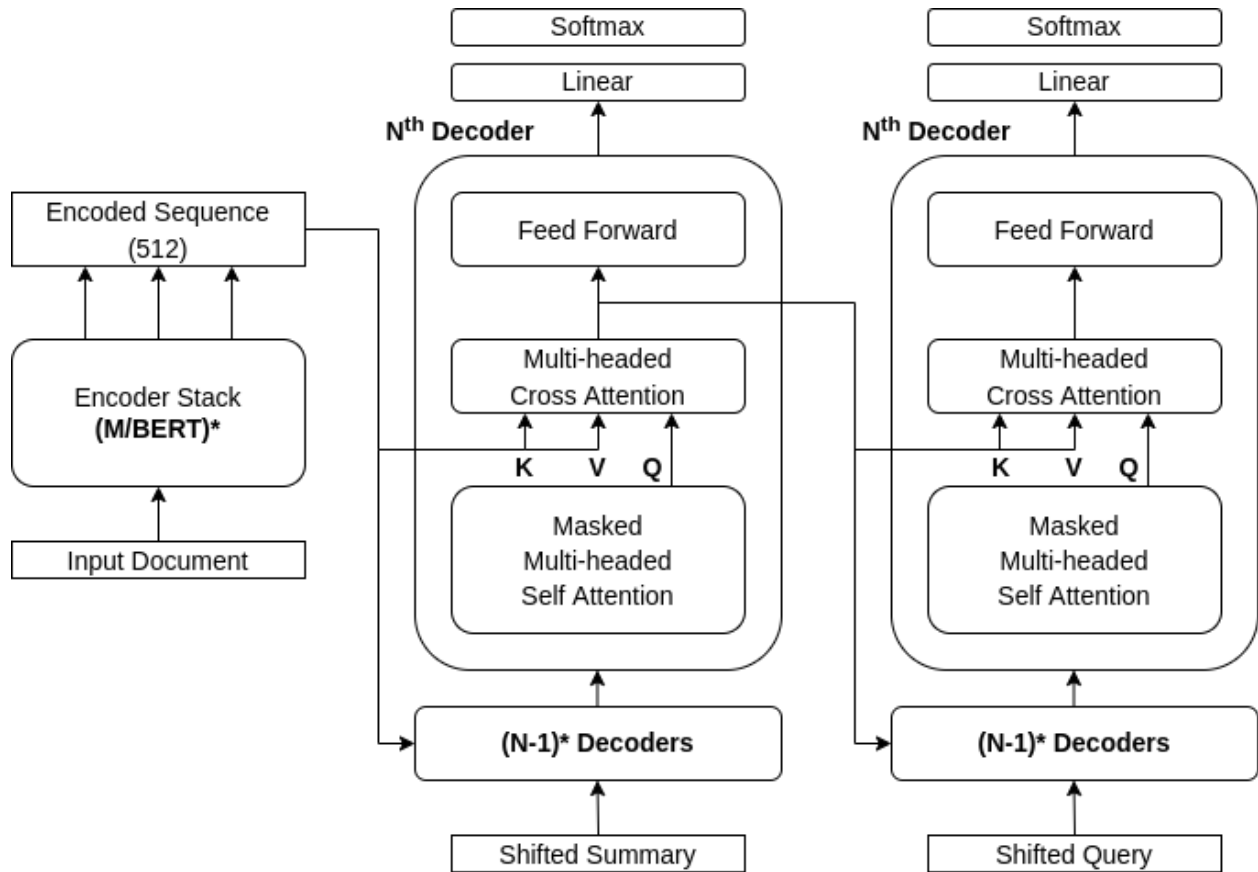 Softmax
Linear
Nth Decoder
Feed Forward
Multi-headed
Cross Attention
K V Q
Masked
Multi-headed
Self Attention
(N-1)* Decoders
Shifted Summary
Encoded Sequence
(512)
Encoder Stack
(M/BERT)*
Input Document
Softmax
Linear
Nth Decoder
Feed Forward
Multi-headed
Cross Attention
K V Q
Masked
Multi-headed
Self Attention
(N-1)* Decoders
Shifted Query